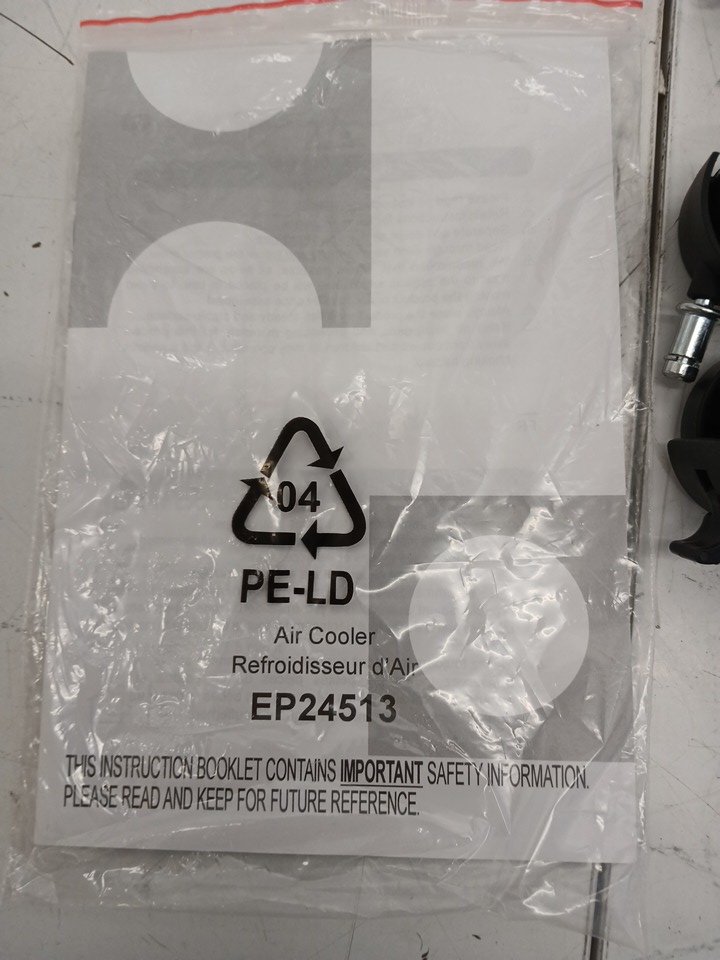 04
PE-LD
Air Cooler
Refroidisseur d'Air
EP24513
THIS INSTRUCTION BOOKLET CONTAINS IMPORTANT SAFETY INFORMATION.
PLEASE READ AND KEEP FOR FUTURE REFERENCE.